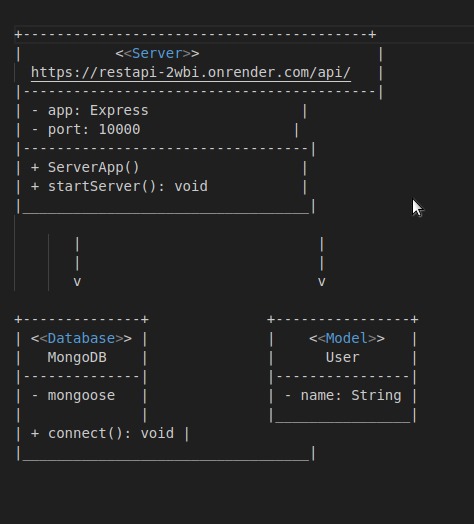 +-----------------------------------------+
|           <<Server>>                     |
  https://restapi-2wbi.onrender.com/api/   |
|------------------------------------------|
| - app: Express                  |
| - port: 10000                  |
|----------------------------------|
| + ServerApp()                   |
| + startServer(): void           |
|__________________________________|
       |                            |
       |                            |
       v                            v
+--------------+              +----------------+
| <<Database>> |              |    <<Model>>   |
|   MongoDB    |              |      User      |
|--------------|              |----------------|
| - mongoose   |              | - name: String |
|              |              |________________|
| + connect(): void |
|__________________________________|